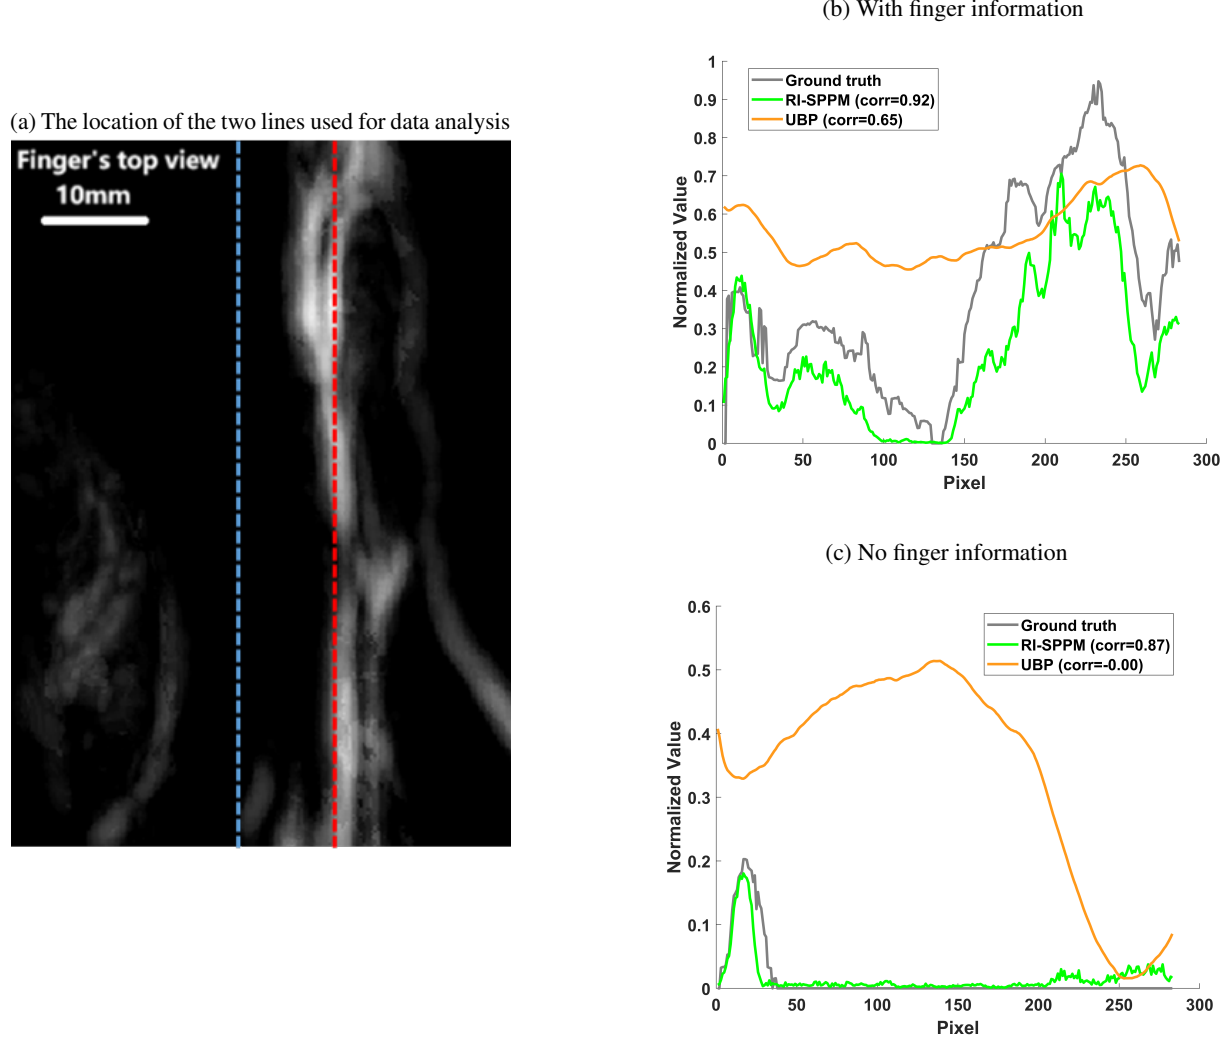 (a) The location of the two lines used for data analysis
Finger's top view
10mm
(b) With finger information
Normalized Value
1
0.9
0.8
0.7
0.6
0.5
0.4
0.3
0.2
0.1
0
Ground truth
RI-SPPM (corr=0.92)
UBP (corr=0.65)
0 50 100 150 200 250 300
Pixel
(c) No finger information
Normalized Value
0.6
0.5
0.4
0.3
0.2
0.1
0
Ground truth
RI-SPPM (corr=0.87)
UBP (corr=-0.00)
0 50 100 150 200 250 300
Pixel